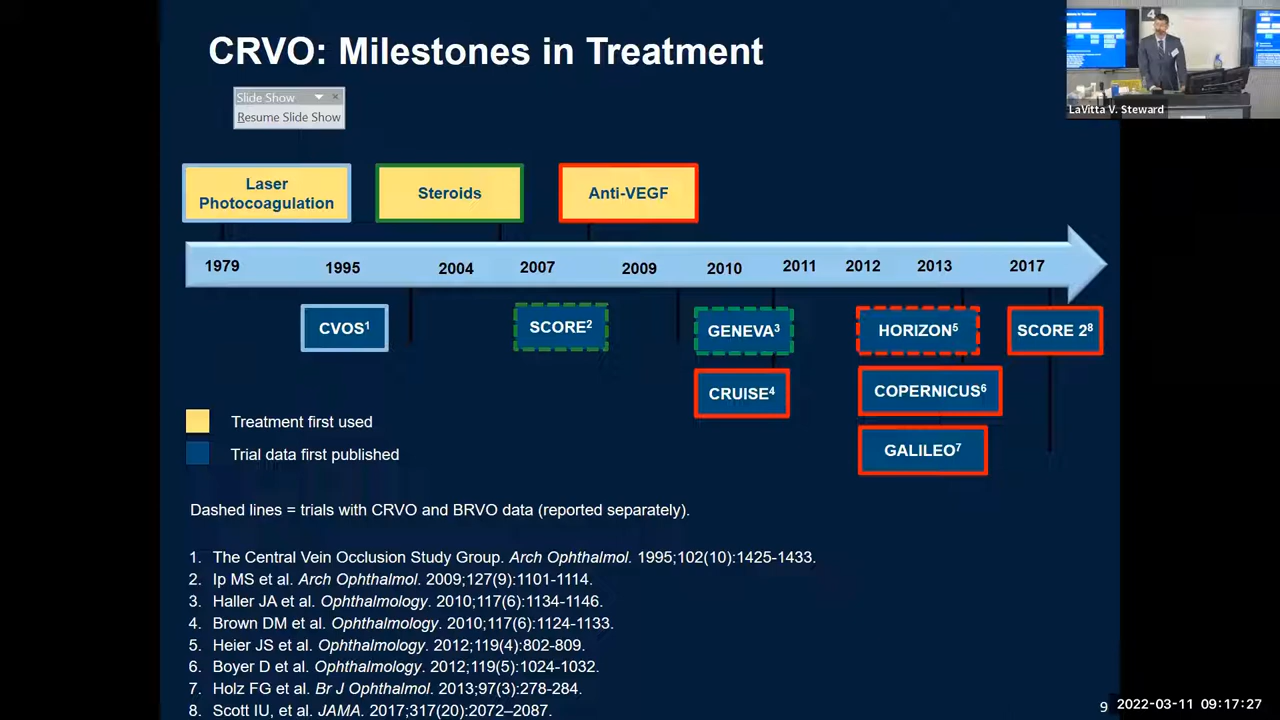 CRVO: Milestones in Treatment
Slide Show
Resume Slide Show
4
LaVitta V. Steward
Laser
Photocoagulation
Steroids
Anti-VEGF
1979 1995 2004 2007 2009 2010 2011 2012 2013 2017
CVOS1
SCORE2
GENEVA3
HORIZON5
SCORE 28
CRUISE4
COPERNICUS6
GALILEO7
Treatment first used
Trial data first published
Dashed lines = trials with CRVO and BRVO data (reported separately).
1. The Central Vein Occlusion Study Group. Arch Ophthalmol. 1995;102(10):1425-1433.
2. Ip MS et al. Arch Ophthalmol. 2009;127(9):1101-1114.
3. Haller JA et al. Ophthalmology. 2010;117(6):1134-1146.
4. Brown DM et al. Ophthalmology. 2010;117(6):1124-1133.
5. Heier JS et al. Ophthalmology. 2012;119(4):802-809.
6. Boyer D et al. Ophthalmology. 2012;119(5):1024-1032.
7. Holz FG et al. Br J Ophthalmol. 2013;97(3):278-284.
8. Scott IU, et al. JAMA. 2017;317(20):2072–2087.
9
2022-03-11 09:17:27